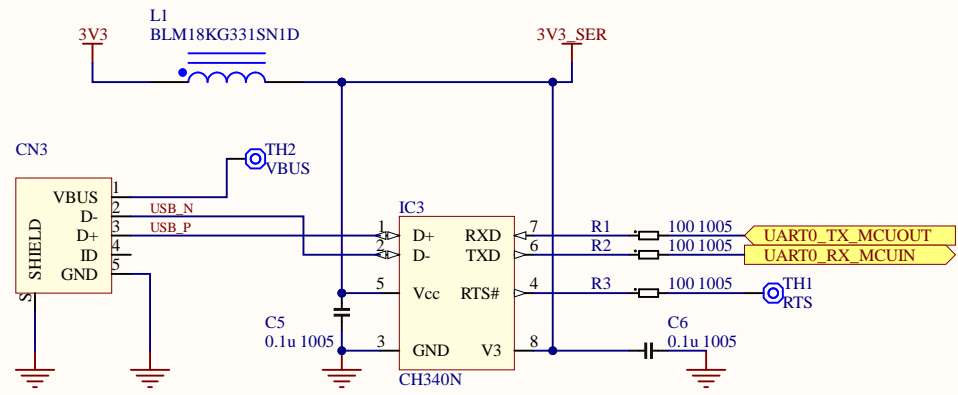 L1
BLM18KG331SN1D
3V3
3V3_SER
CN3
TH2
VBUS
VBUS 1
D- 2 USB_N
D+ 3 USB_P
ID 4
GND 5
SHIELD
S
IC3
1 D+ RXD 7 R1 100 1005 UART0_TX_MCUOUT
2 D- TXD 6 R2 100 1005 UART0_RX_MCUIN
5 Vcc RTS# 4 R3 100 1005 TH1
RTS
C5
0.1u 1005
3 GND V3 8
C6
0.1u 1005
CH340N